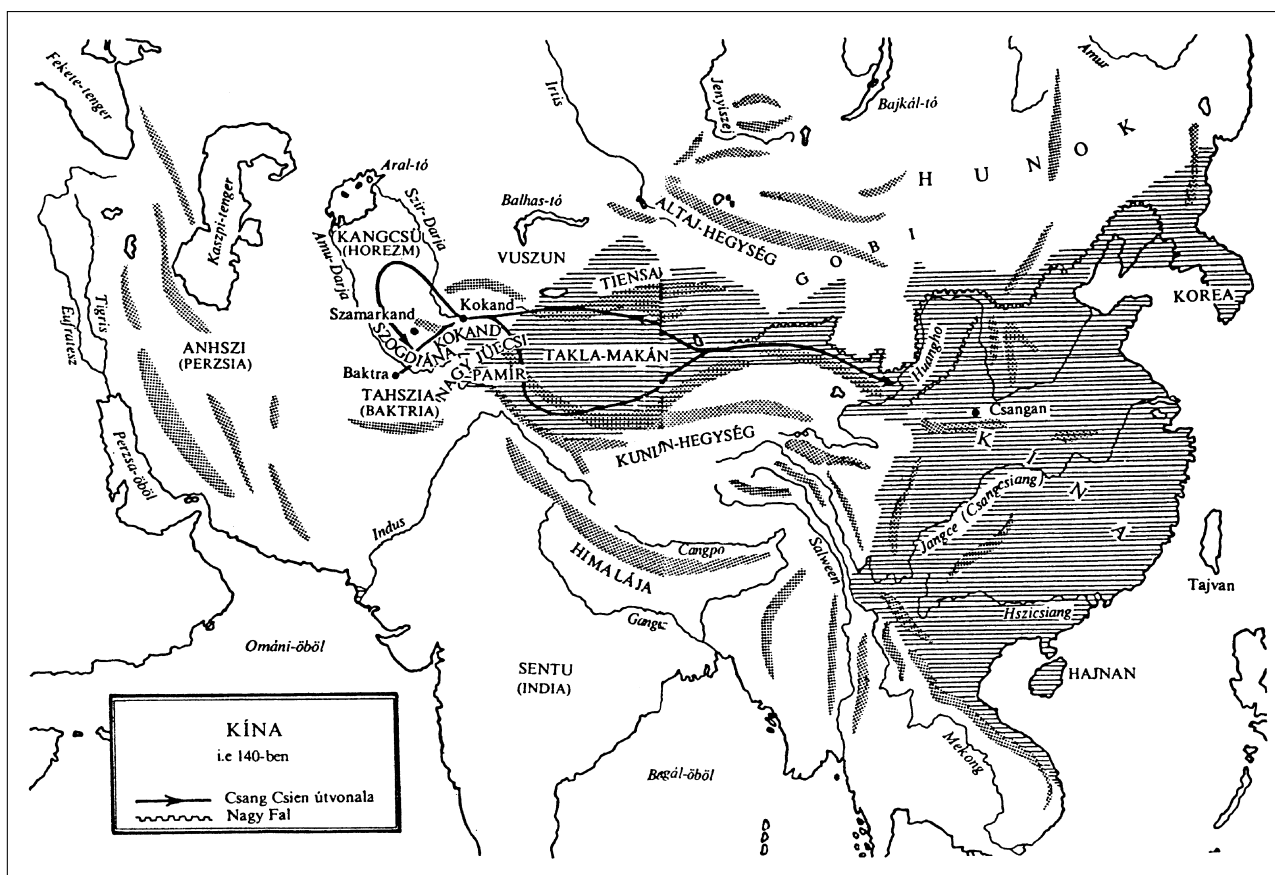 Fekete-tenger
Kaszpi-tenger
Aral-tó
Szir-Darja
Amu-Darja
KANGCSÜ
(HOREZM)
Balhas-tó
VUSZUN
Irtis
Jenyiszej
Bajkál-tó
Amur
HUNOK
ALTAJ-HEGYSÉG
GOBI
TIENSAN
Kokand
Szamarkand
KOKAND
SZOGDIÁNA
NAGY JÜECSI
PAMÍR
TAKLA-MAKÁN
Baktra
TAHSZIA
(BAKTRIA)
Eufrátesz
Tigris
ANHSZI
(PERZSIA)
Perzsa-öböl
Huangho
KOREA
Csangan
KÍNA
KUNLUN-HEGYSÉG
Jangce (Csangcsiang)
Indus
HIMALÁJA
Cangpo
Salween
Gangesz
Hszicsiang
Tajvan
HAJNAN
Ománi-öböl
SENTU
(INDIA)
Mekong
Bengál-öböl
KÍNA
i.e 140-ben
Csang Csien útvonala
Nagy Fal